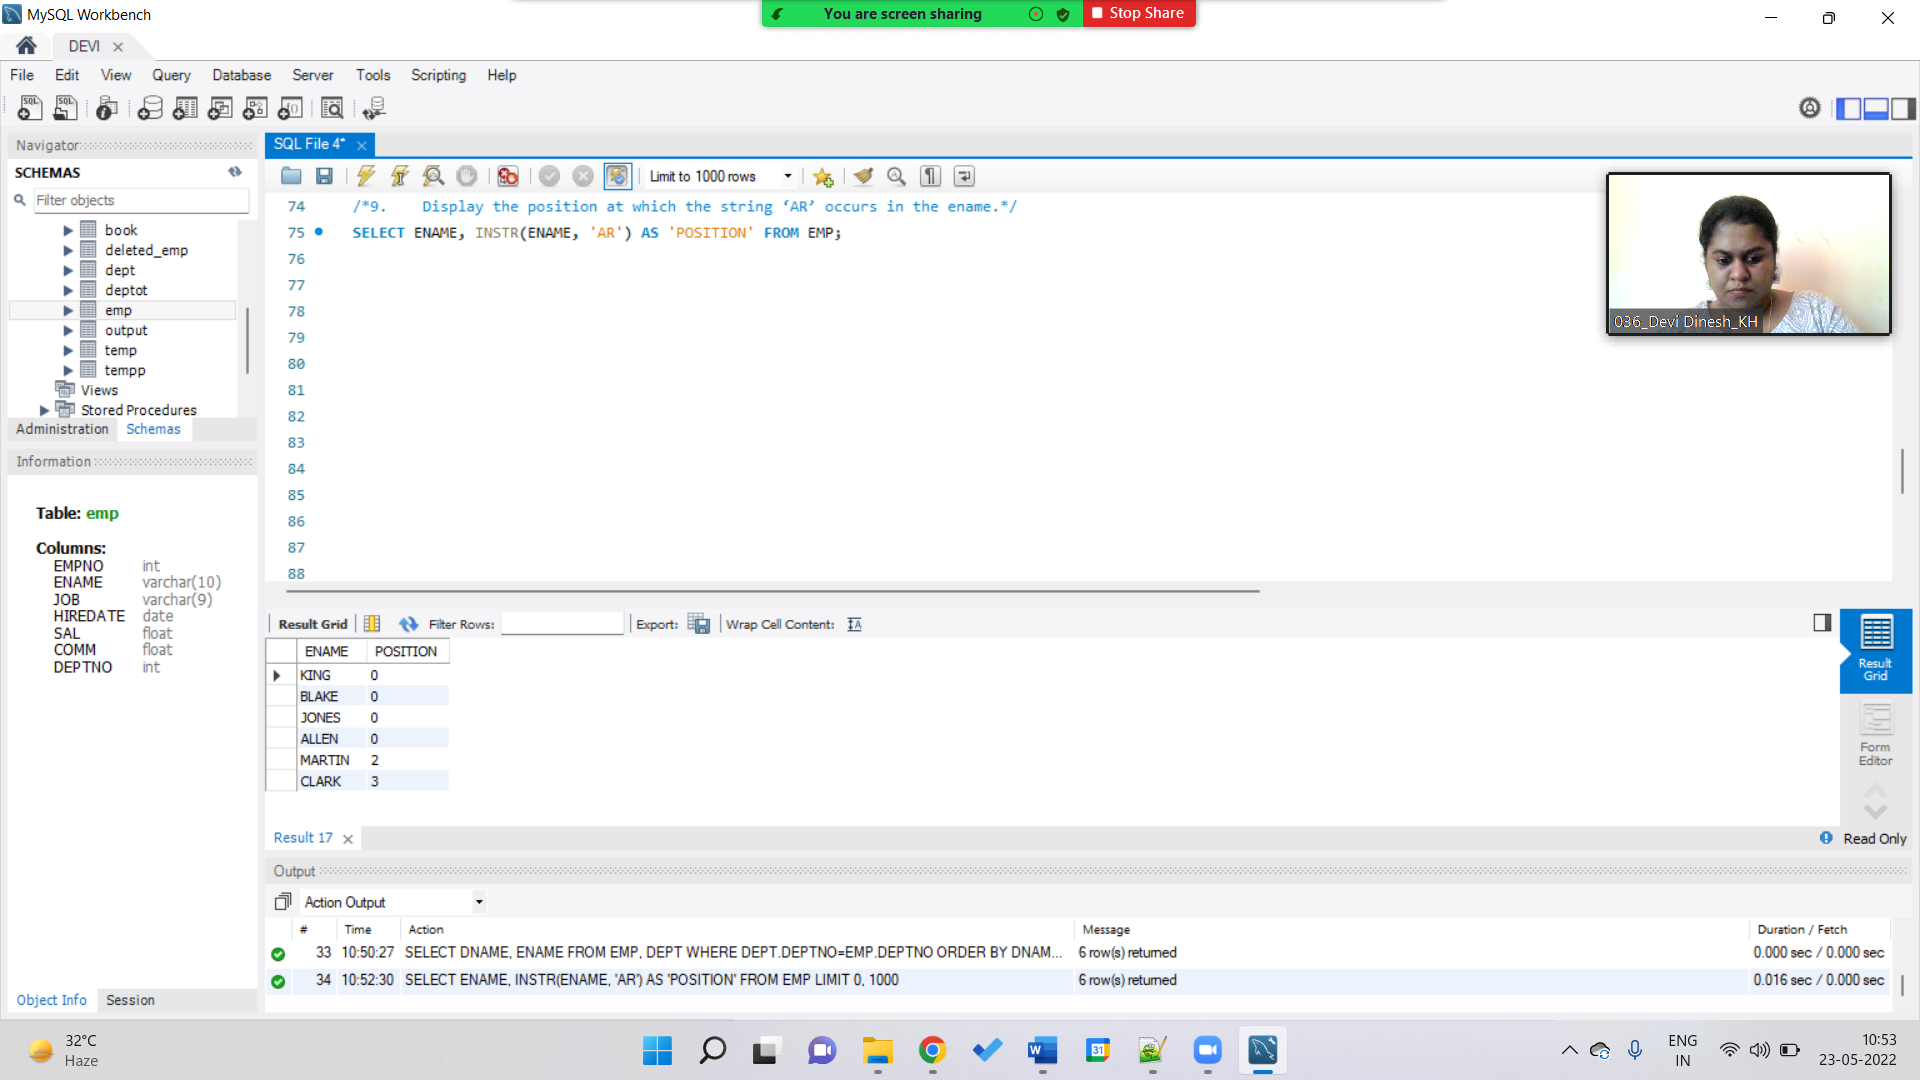 MySQL Workbench
You are screen sharing
Stop Share
DEVI
File Edit View Query Database Server Tools Scripting Help
Navigator
SCHEMAS
Filter objects
book
deleted_emp
dept
deptot
emp
output
temp
tempp
Views
Stored Procedures
Administration Schemas
Information
Table: emp
Columns:
EMPNO int
ENAME varchar(10)
JOB varchar(9)
HIREDATE date
SAL float
COMM float
DEPTNO int
Object Info Session
SQL File 4*
Limit to 1000 rows
74 /*9. Display the position at which the string ‘AR’ occurs in the ename.*/
75 SELECT ENAME, INSTR(ENAME, 'AR') AS 'POSITION' FROM EMP;
76
77
78
79
80
81
82
83
84
85
86
87
88
036_Devi Dinesh_KH
Result Grid Filter Rows: Export: Wrap Cell Content:
ENAME POSITION
KING 0
BLAKE 0
JONES 0
ALLEN 0
MARTIN 2
CLARK 3
Result Grid
Form Editor
Result 17
Read Only
Output
Action Output
# Time Action Message Duration / Fetch
33 10:50:27 SELECT DNAME, ENAME FROM EMP, DEPT WHERE DEPT.DEPTNO=EMP.DEPTNO ORDER BY DNAM... 6 row(s) returned 0.000 sec / 0.000 sec
34 10:52:30 SELECT ENAME, INSTR(ENAME, 'AR') AS 'POSITION' FROM EMP LIMIT 0, 1000 6 row(s) returned 0.016 sec / 0.000 sec
32°C
Haze
ENG
IN
10:53
23-05-2022